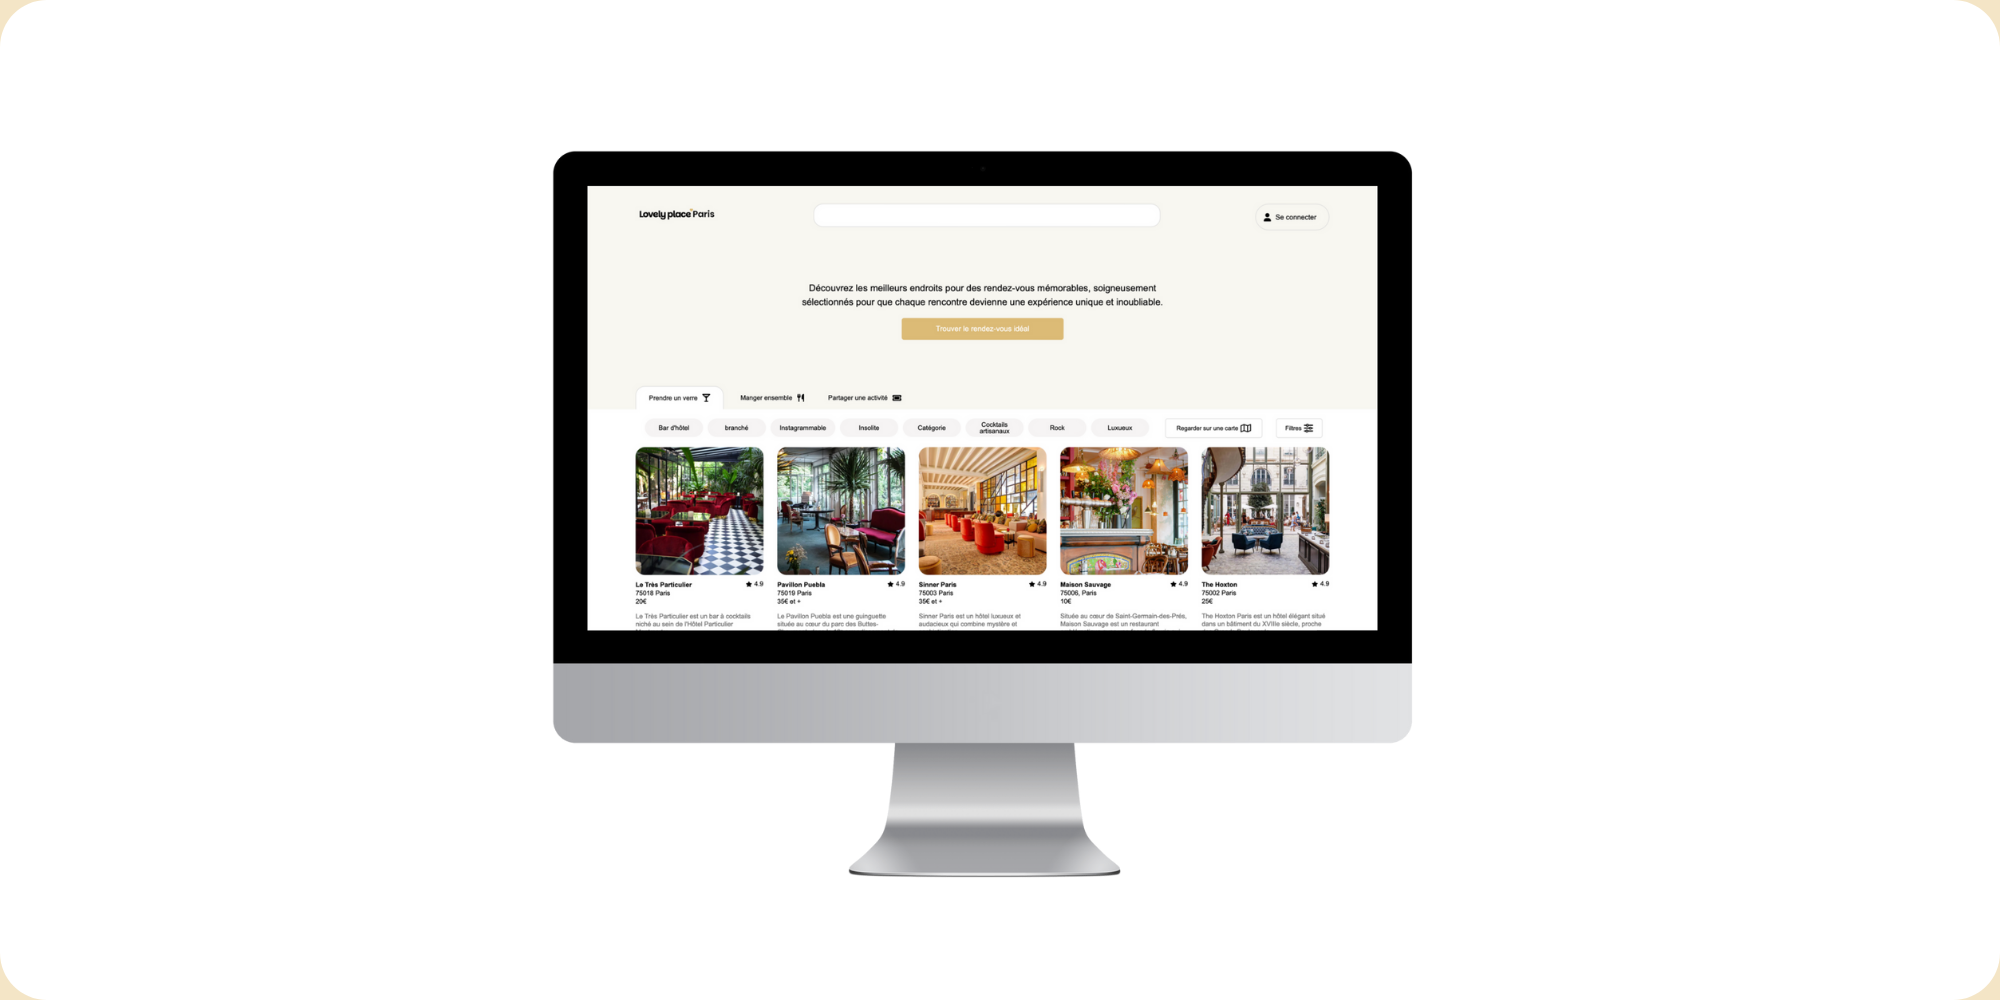 Lovely place Paris
Se connecter
Découvrez les meilleurs endroits pour des rendez-vous mémorables, soigneusement
sélectionnés pour que chaque rencontre devienne une expérience unique et inoubliable.
Trouver le rendez-vous idéal
Prendre un verre
Manger ensemble
Partager une activité
Bar d'hôtel
branché
Instagrammable
Insolite
Catégorie
Cocktails
artisanaux
Rock
Luxueux
Regarder sur une carte
Filtres
Le Très Particulier
4.9
75018 Paris
20€
Le Très Particulier est un bar à cocktails
niché au sein de l'Hôtel Particulier
Pavillon Puebla
4.9
75019 Paris
35€ et +
Le Pavillon Puebla est une guinguette
située au cœur du parc des Buttes-
Sinner Paris
4.9
75003 Paris
35€ et +
Sinner Paris est un hôtel luxueux et
audacieux qui combine mystère et
Maison Sauvage
4.9
75006, Paris
10€
Située au cœur de Saint-Germain-des-Prés,
Maison Sauvage est un restaurant
The Hoxton
4.9
75002 Paris
25€
The Hoxton Paris est un hôtel élégant situé
dans un bâtiment du XVIIIe siècle, proche